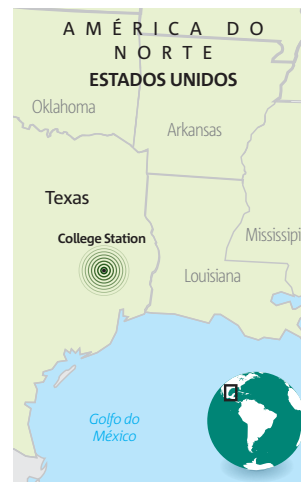 AMÉRICA DO
NORTE
ESTADOS UNIDOS
Oklahoma
Arkansas
Texas
College Station
Mississipi
Louisiana
Golfo do
México